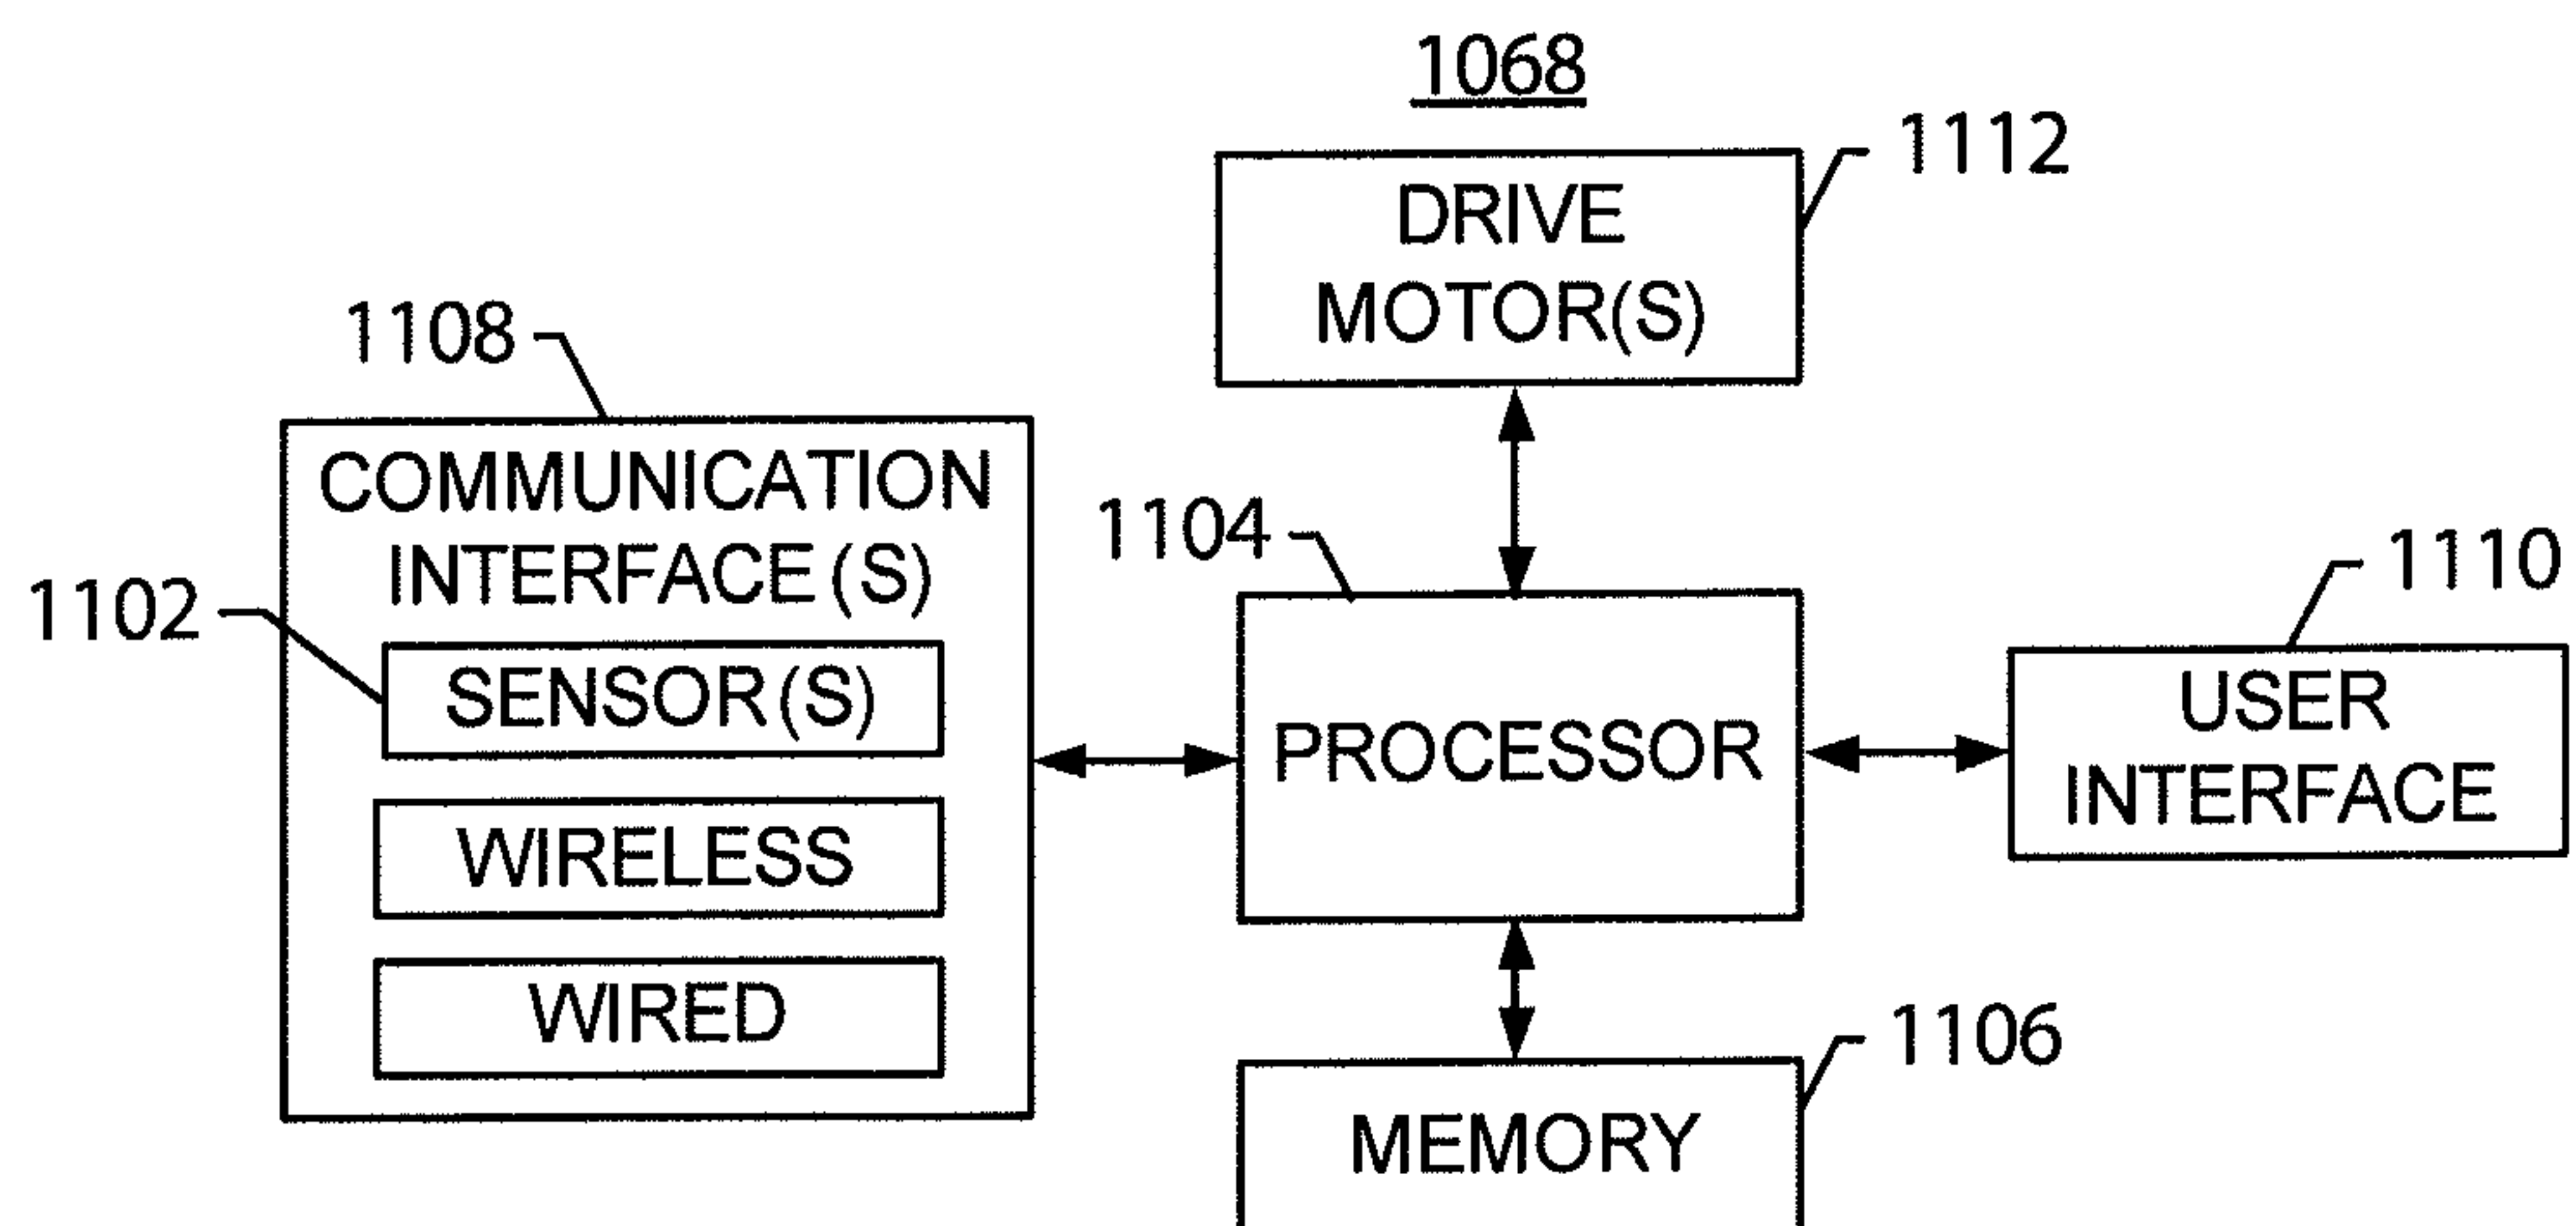 1068
1112
DRIVE
MOTOR(S)
1108
COMMUNICATION
INTERFACE(S)
1102
SENSOR(S)
WIRELESS
WIRED
1104
PROCESSOR
1110
USER
INTERFACE
1106
MEMORY